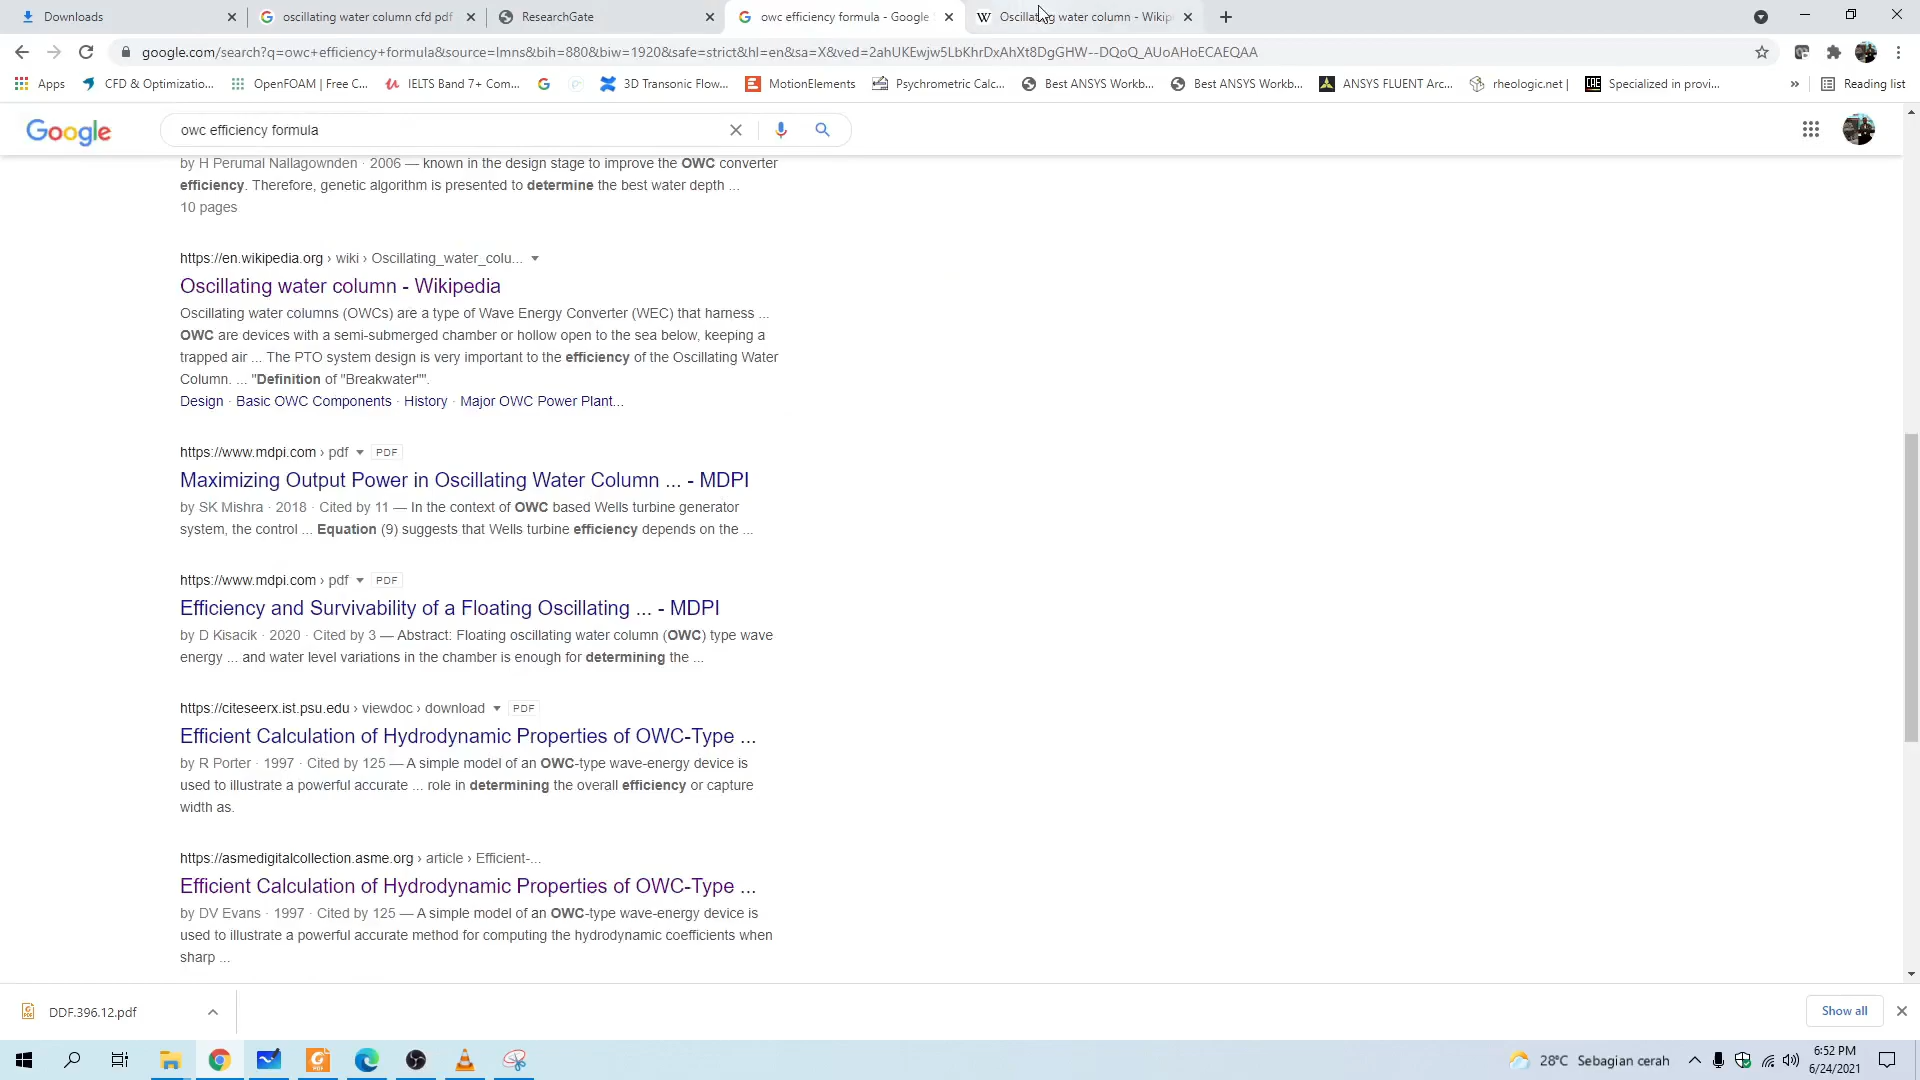 Downloads
oscillating water column cfd pdf
ResearchGate
owc efficiency formula - Google
Oscillating water column - Wikip
google.com/search?q=owc+efficiency+formula&source=lmns&bih=880&biw=1920&safe=strict&hl=en&sa=X&ved=2ahUKEwjw5LbKhrDxAhXt8DgGHW--DQoQ_AUoAHoECAEQAA
Apps
CFD & Optimizatio...
OpenFOAM | Free C...
IELTS Band 7+ Com...
3D Transonic Flow...
MotionElements
Psychrometric Calc...
Best ANSYS Workb...
Best ANSYS Workb...
ANSYS FLUENT Arc...
rheologic.net |
Specialized in provi...
»
Reading list
Google
owc efficiency formula
by H Perumal Nallagownden · 2006 — known in the design stage to improve the OWC converter
efficiency. Therefore, genetic algorithm is presented to determine the best water depth ...
10 pages
https://en.wikipedia.org › wiki › Oscillating_water_colu...
Oscillating water column - Wikipedia
Oscillating water columns (OWCs) are a type of Wave Energy Converter (WEC) that harness ...
OWC are devices with a semi-submerged chamber or hollow open to the sea below, keeping a
trapped air ... The PTO system design is very important to the efficiency of the Oscillating Water
Column. ... "Definition of "Breakwater"".
Design · Basic OWC Components · History · Major OWC Power Plant...
https://www.mdpi.com › pdf PDF
Maximizing Output Power in Oscillating Water Column ... - MDPI
by SK Mishra · 2018 · Cited by 11 — In the context of OWC based Wells turbine generator
system, the control ... Equation (9) suggests that Wells turbine efficiency depends on the ...
https://www.mdpi.com › pdf PDF
Efficiency and Survivability of a Floating Oscillating ... - MDPI
by D Kisacik · 2020 · Cited by 3 — Abstract: Floating oscillating water column (OWC) type wave
energy ... and water level variations in the chamber is enough for determining the ...
https://citeseerx.ist.psu.edu › viewdoc › download PDF
Efficient Calculation of Hydrodynamic Properties of OWC-Type ...
by R Porter · 1997 · Cited by 125 — A simple model of an OWC-type wave-energy device is
used to illustrate a powerful accurate ... role in determining the overall efficiency or capture
width as.
https://asmedigitalcollection.asme.org › article › Efficient-...
Efficient Calculation of Hydrodynamic Properties of OWC-Type ...
by DV Evans · 1997 · Cited by 125 — A simple model of an OWC-type wave-energy device is
used to illustrate a powerful accurate method for computing the hydrodynamic coefficients when
sharp ...
DDF.396.12.pdf
Show all
28°C Sebagian cerah
6:52 PM
6/24/2021